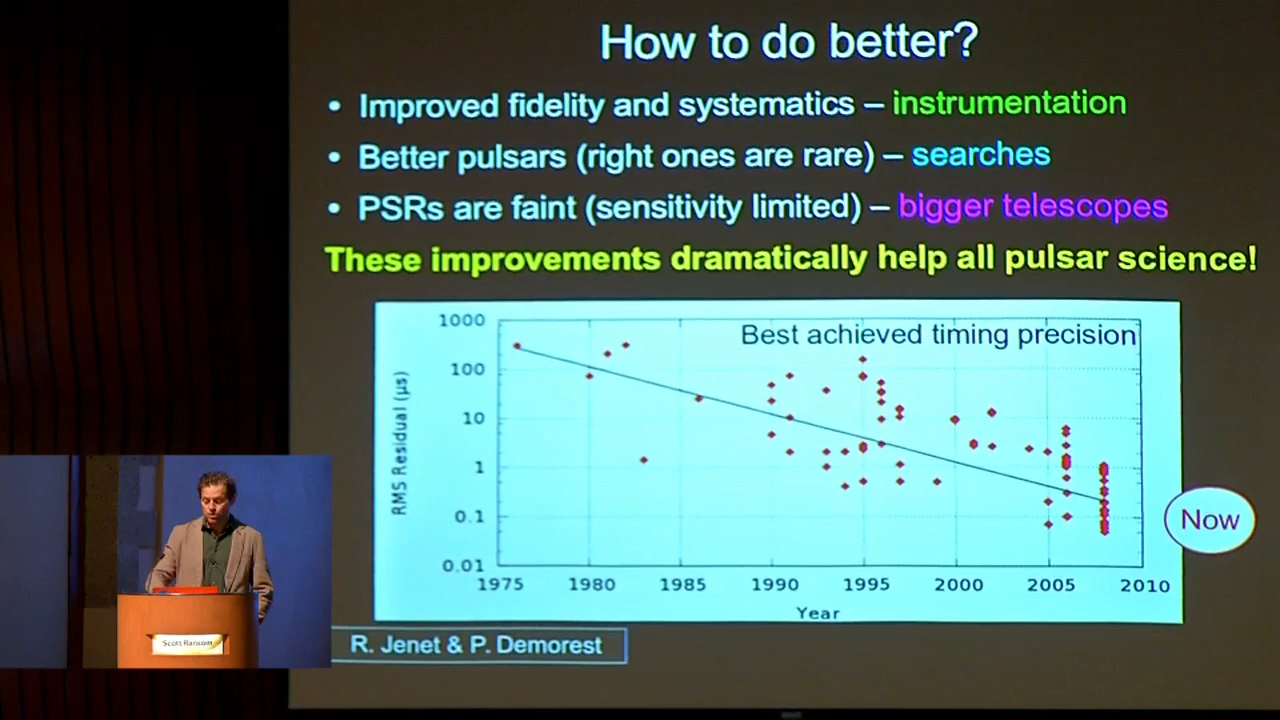 How to do better?
• Improved fidelity and systematics – instrumentation
• Better pulsars (right ones are rare) – searches
• PSRs are faint (sensitivity limited) – bigger telescopes
These improvements dramatically help all pulsar science!
Best achieved timing precision
1000
100
10
1
0.1
0.01
RMS Residual (μs)
1975 1980 1985 1990 1995 2000 2005 2010
Year
Now
R. Jenet & P. Demorest
Scott Ransom